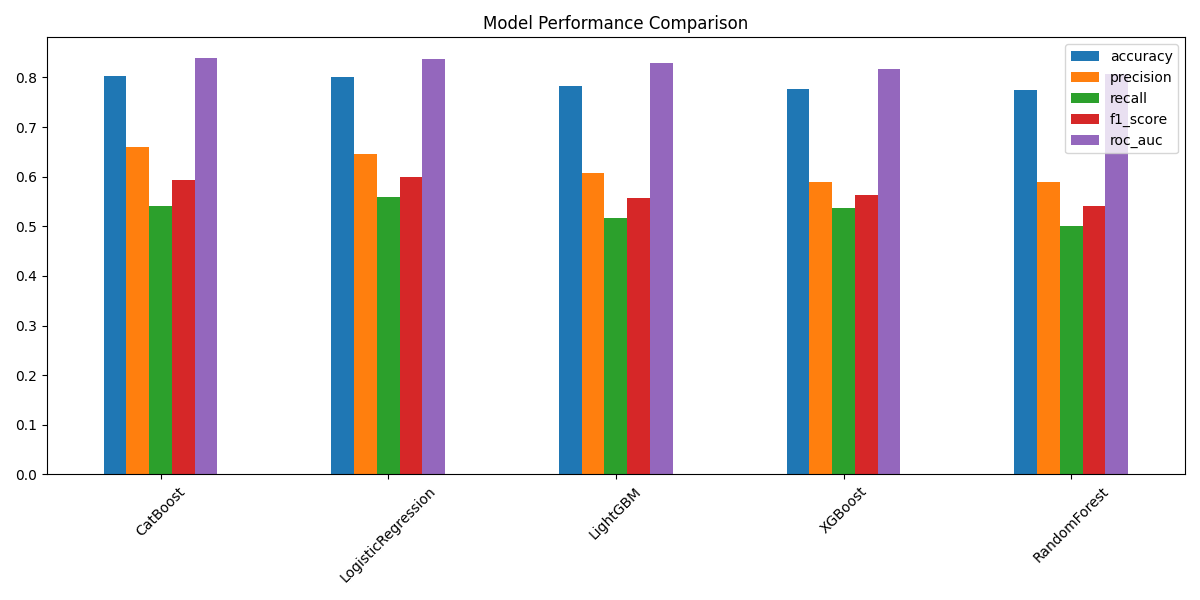 Model Performance Comparison
accuracy
precision
recall
f1_score
roc_auc
0.8
0.7
0.6
0.5
0.4
0.3
0.2
0.1
0.0
CatBoost
LogisticRegression
LightGBM
XGBoost
RandomForest